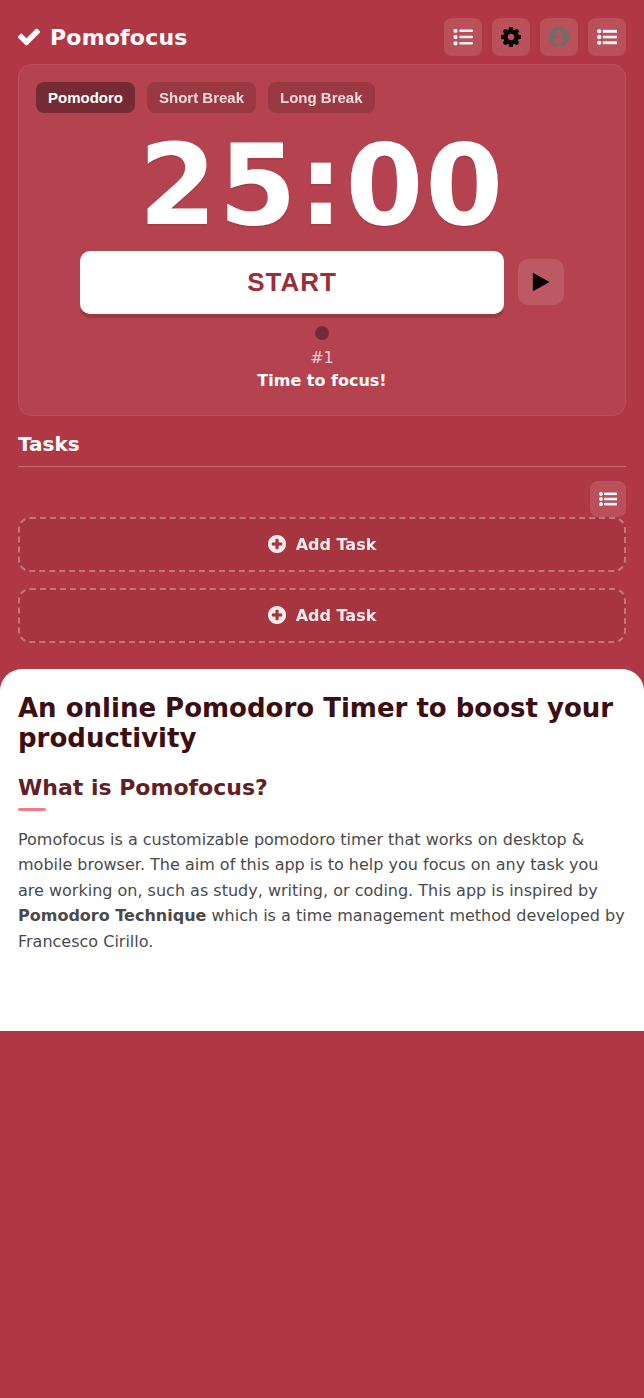 Pomofocus
Pomodoro Short Break Long Break
25:00
START
#1
Time to focus!
Tasks
Add Task
Add Task
An online Pomodoro Timer to boost your
productivity
What is Pomofocus?
Pomofocus is a customizable pomodoro timer that works on desktop &
mobile browser. The aim of this app is to help you focus on any task you
are working on, such as study, writing, or coding. This app is inspired by
Pomodoro Technique which is a time management method developed by
Francesco Cirillo.